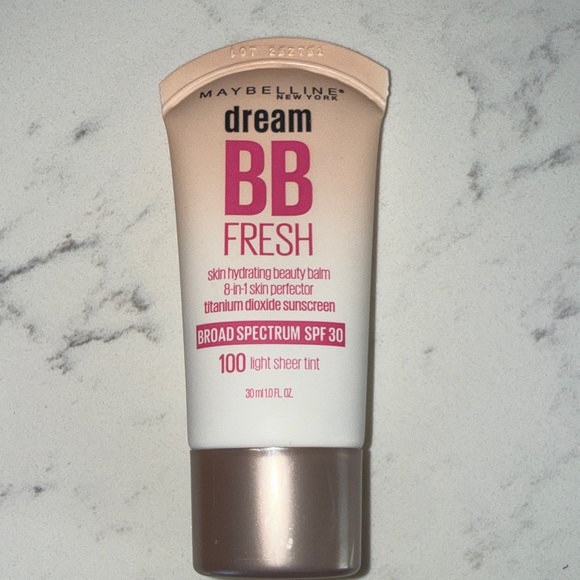 MAYBELLINE®
NEW YORK
dream
BB
FRESH
skin hydrating beauty balm
8-in-1 skin perfector
titanium dioxide sunscreen
BROAD SPECTRUM SPF 30
100 light sheer tint
30 ml 1.0 FL. OZ.